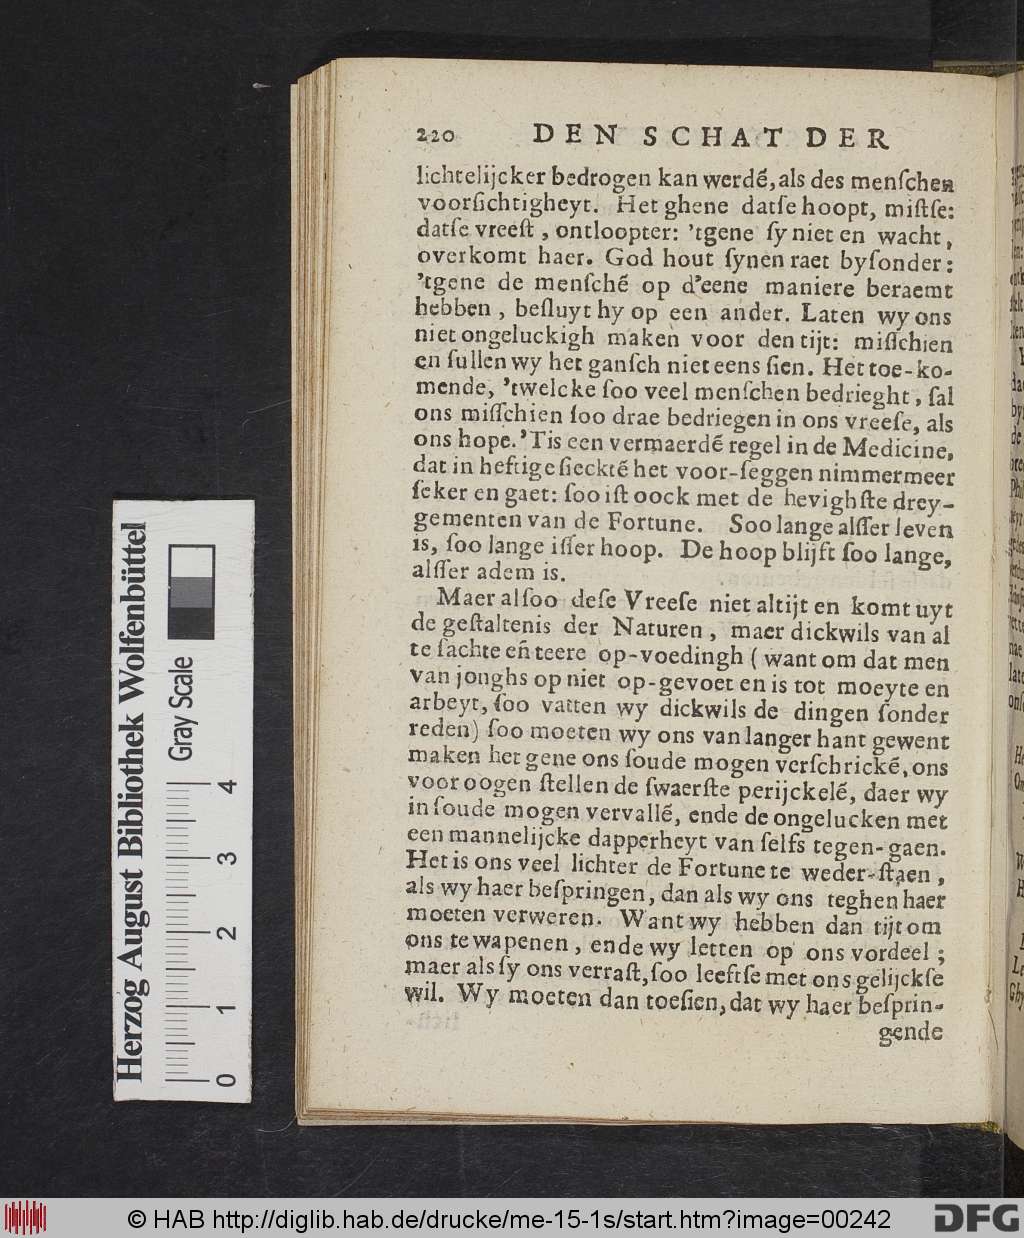 220 DEN SCHAT DER
lichtelijcker bedrogen kan werdē, als des menſchen
voorſichtigheyt. Het ghene datſe hoopt, miſtſe:
datſe vreeſt, ontloopter: 'tgene ſy niet en wacht,
overkomt haer. God hout ſynen raet byſonder:
'tgene de menſchē op d'eene maniere beraemt
hebben, beſluyt hy op een ander. Laten wy ons
niet ongeluckigh maken voor den tijt: miſſchien
en ſullen wy het ganſch niet eens ſien. Het toe-ko-
mende, 'twelcke ſoo veel menſchen bedrieght, ſal
ons miſſchien ſoo drae bedriegen in ons vreeſe, als
ons hope. 'Tis een vermaerdē regel in de Medicine,
dat in heftige ſiecktē het voor-ſeggen nimmermeer
ſeker en gaet: ſoo iſt oock met de hevighſte drey-
gementen van de Fortune. Soo lange alſſer leven
is, ſoo lange iſſer hoop. De hoop blijft ſoo lange,
alſſer adem is.
Maer alſoo deſe Vreeſe niet altijt en komt uyt
de geſtaltenis der Naturen, maer dickwils van al
te ſachte en̄ teere op-voedingh (want om dat men
van jonghs op niet op-gevoet en is tot moeyte en
arbeyt, ſoo vatten wy dickwils de dingen ſonder
reden) ſoo moeten wy ons van langer hant gewent
maken het gene ons ſoude mogen verſchrickē, ons
voor oogen ſtellen de ſwaerſte perijckelē, daer wy
in ſoude mogen vervallē, ende de ongelucken met
een mannelijcke dapperheyt van ſelfs tegen-gaen.
Het is ons veel lichter de Fortune te weder-ſtaen,
als wy haer beſpringen, dan als wy ons teghen haer
moeten verweren. Want wy hebben dan tijt om
ons te wapenen, ende wy letten op ons vordeel;
maer als ſy ons verraſt, ſoo leeftſe met ons gelijckſe
wil. Wy moeten dan toeſien, dat wy haer beſprin-
gende
Herzog August Bibliothek Wolfenbüttel
Gray Scale
0 1 2 3 4
© HAB http://diglib.hab.de/drucke/me-15-1s/start.htm?image=00242
DFG